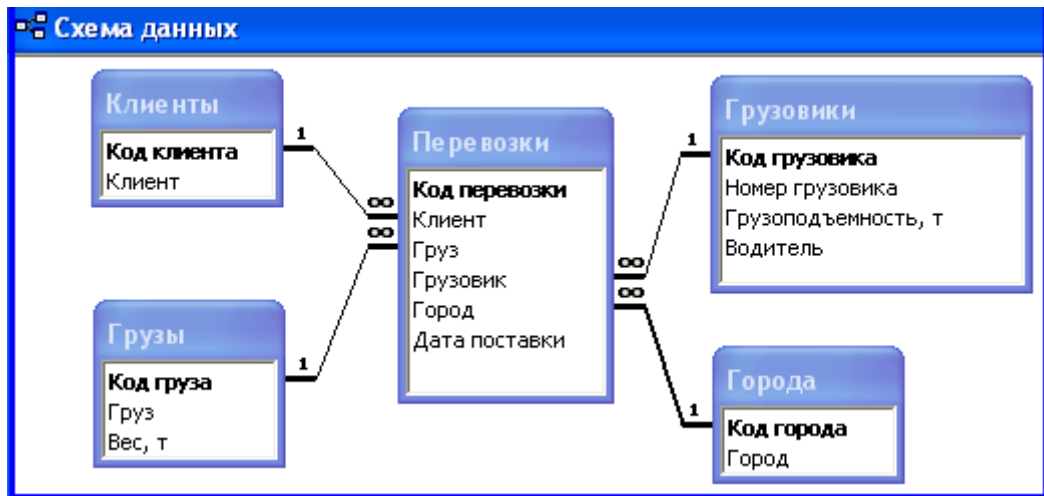 Схема данных
Клиенты
Код клиента
Клиент
1
∞
Перевозки
Код перевозки
Клиент
Груз
Грузовик
Город
Дата поставки
Грузовики
Код грузовика
Номер грузовика
Грузоподъемность, т
Водитель
1
∞
Грузы
Код груза
Груз
Вес, т
1
∞
Города
Код города
Город
1
∞